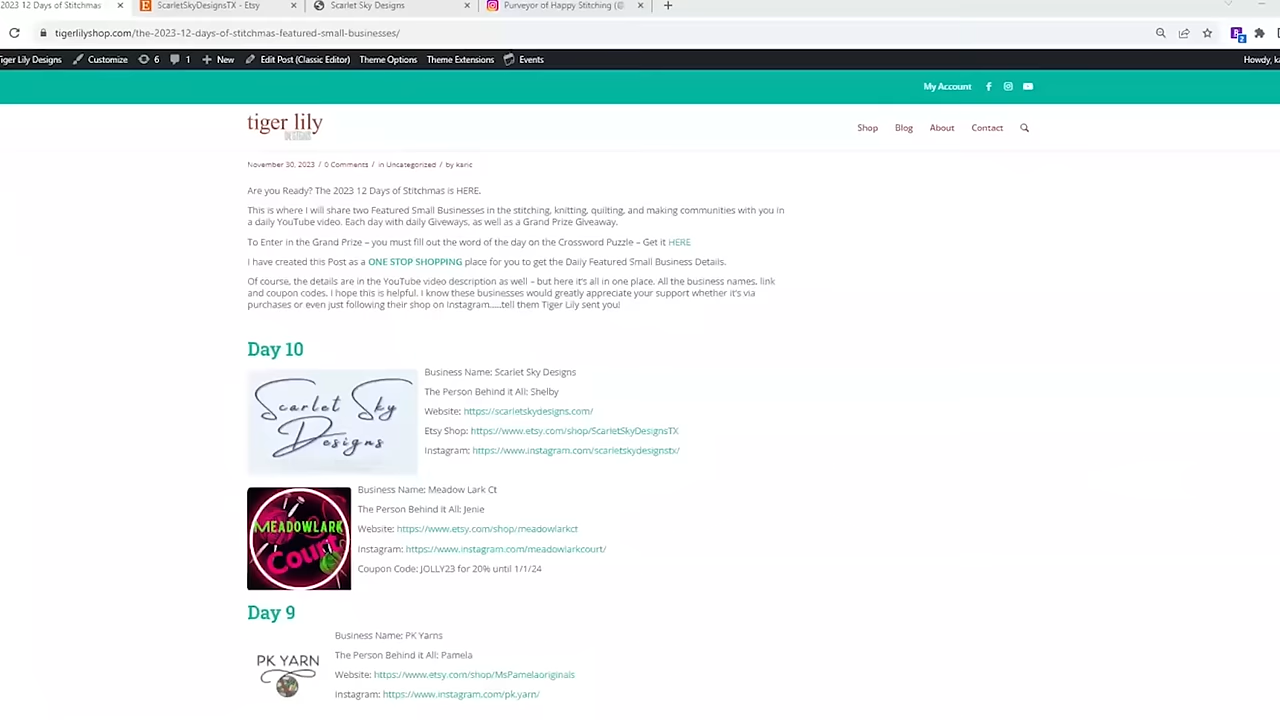 2023 12 Days of Stitchmas
ScarletSkyDesignsTX - Etsy
Scarlet Sky Designs
Purveyor of Happy Stitching (@
tigerlilyshop.com/the-2023-12-days-of-stitchmas-featured-small-businesses/
2
Tiger Lily Designs
Customize
6
1
New
Edit Post (Classic Editor)
Theme Options
Theme Extensions
Events
Howdy, ka
My Account
tiger lily
DESIGNS
Shop
Blog
About
Contact
November 30, 2023 / 0 Comments / in Uncategorized / by karic
Are you Ready? The 2023 12 Days of Stitchmas is HERE.
This is where I will share two Featured Small Businesses in the stitching, knitting, quilting, and making communities with you in
a daily YouTube video. Each day with daily Giveways, as well as a Grand Prize Giveaway.
To Enter in the Grand Prize – you must fill out the word of the day on the Crossword Puzzle – Get it HERE
I have created this Post as a ONE STOP SHOPPING place for you to get the Daily Featured Small Business Details.
Of course, the details are in the YouTube video description as well – but here it's all in one place. All the business names, link
and coupon codes. I hope this is helpful. I know these businesses would greatly appreciate your support whether it's via
purchases or even just following their shop on Instagram.....tell them Tiger Lily sent you!
Day 10
Scarlet Sky
Designs
Business Name: Scarlet Sky Designs
The Person Behind it All: Shelby
Website: https://scarletskydesigns.com/
Etsy Shop: https://www.etsy.com/shop/ScarletSkyDesignsTX
Instagram: https://www.instagram.com/scarletskydesignstx/
MEADOWLARK
Court
Business Name: Meadow Lark Ct
The Person Behind it All: Jenie
Website: https://www.etsy.com/shop/meadowlarkct
Instagram: https://www.instagram.com/meadowlarkcourt/
Coupon Code: JOLLY23 for 20% until 1/1/24
Day 9
PK YARN
Business Name: PK Yarns
The Person Behind it All: Pamela
Website: https://www.etsy.com/shop/MsPamelaoriginals
Instagram: https://www.instagram.com/pk.yarn/